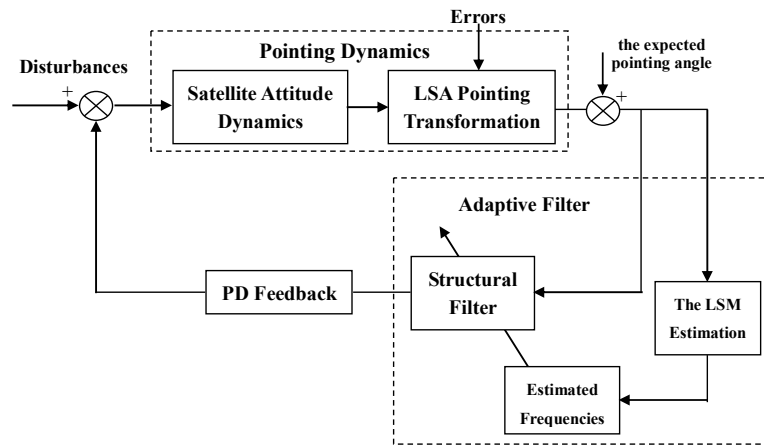 Errors
Pointing Dynamics
the expected
pointing angle
Disturbances
+
+
Satellite Attitude
Dynamics
LSA Pointing
Transformation
Adaptive Filter
PD Feedback
Structural
Filter
The LSM
Estimation
Estimated
Frequencies